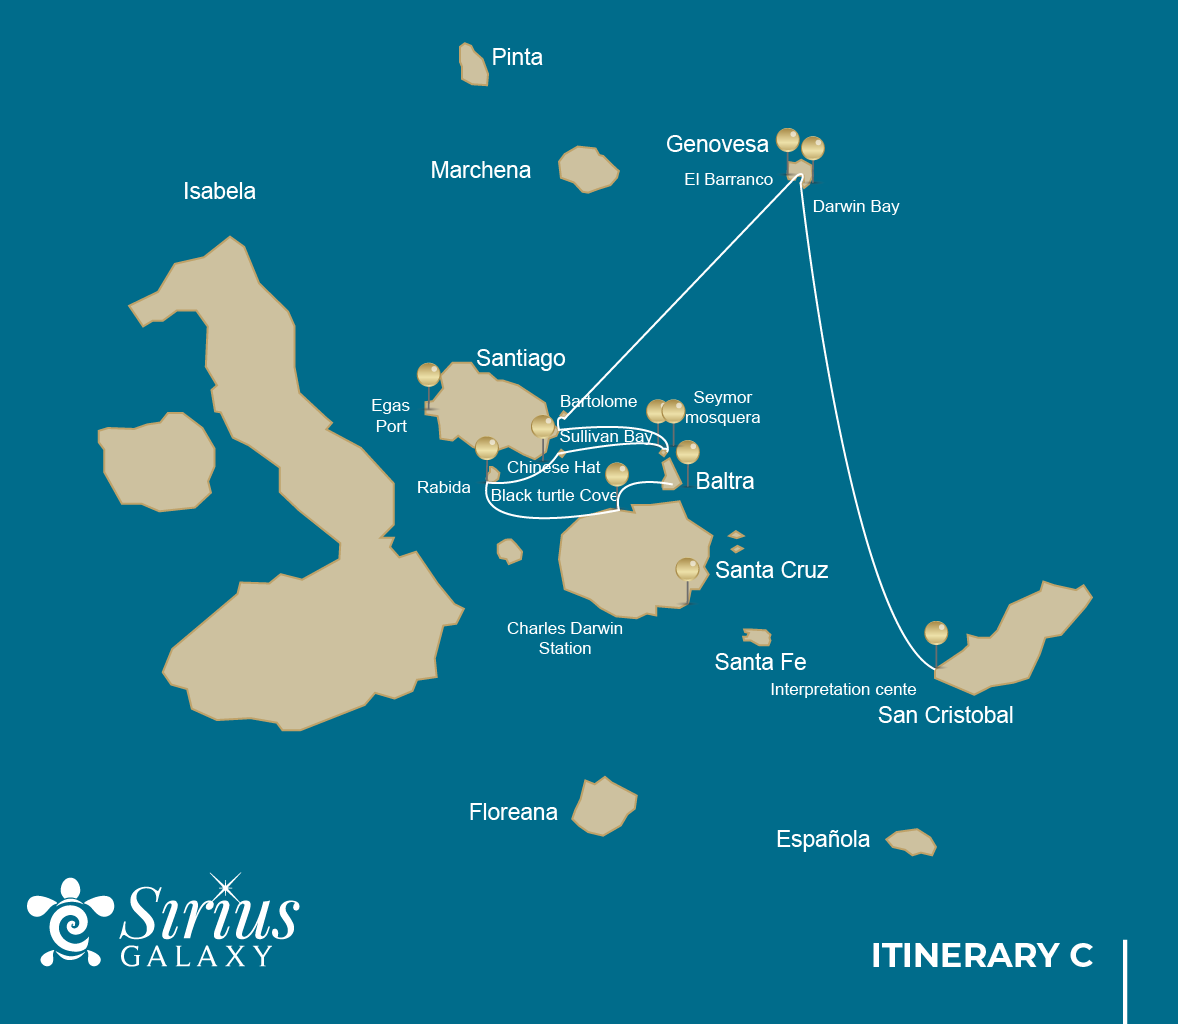 Pinta
Genovesa
Marchena
El Barranco
Isabela
Darwin Bay
Santiago
Bartolome
Seymor
mosquera
Egas
Port
Sullivan Bay
Chinese Hat
Baltra
Rabida
Black turtle Cove
Santa Cruz
Charles Darwin
Station
Santa Fe
Interpretation cente
San Cristobal
Floreana
Española
Sirius
GALAXY
ITINERARY C